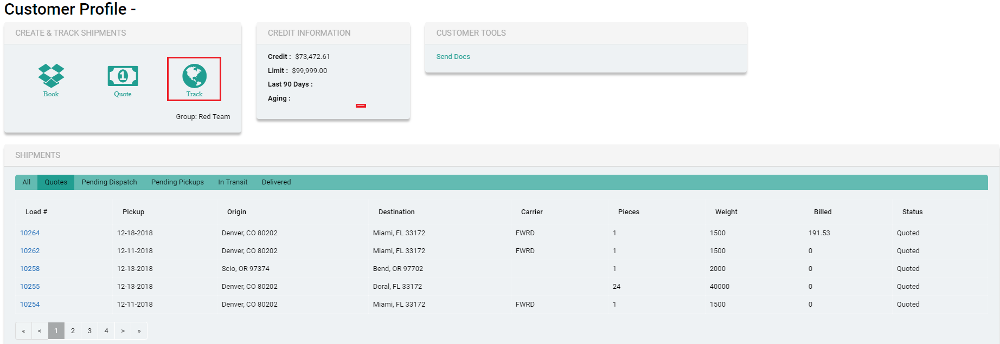 Customer Profile -
CREATE & TRACK SHIPMENTS
Book
1
Quote
Track
Group: Red Team
CREDIT INFORMATION
Credit : $73,472.61
Limit : $99,999.00
Last 90 Days :
Aging :
CUSTOMER TOOLS
Send Docs
SHIPMENTS
All Quotes Pending Dispatch Pending Pickups In Transit Delivered
Load # Pickup Origin Destination Carrier Pieces Weight Billed Status
10264 12-18-2018 Denver, CO 80202 Miami, FL 33172 FWRD 1 1500 191.53 Quoted
10262 12-11-2018 Denver, CO 80202 Miami, FL 33172 FWRD 1 1500 0 Quoted
10258 12-13-2018 Scio, OR 97374 Bend, OR 97702 1 2000 0 Quoted
10255 12-13-2018 Denver, CO 80202 Doral, FL 33172 24 40000 0 Quoted
10254 12-11-2018 Denver, CO 80202 Miami, FL 33172 FWRD 1 1500 0 Quoted
« < 1 2 3 4 > »